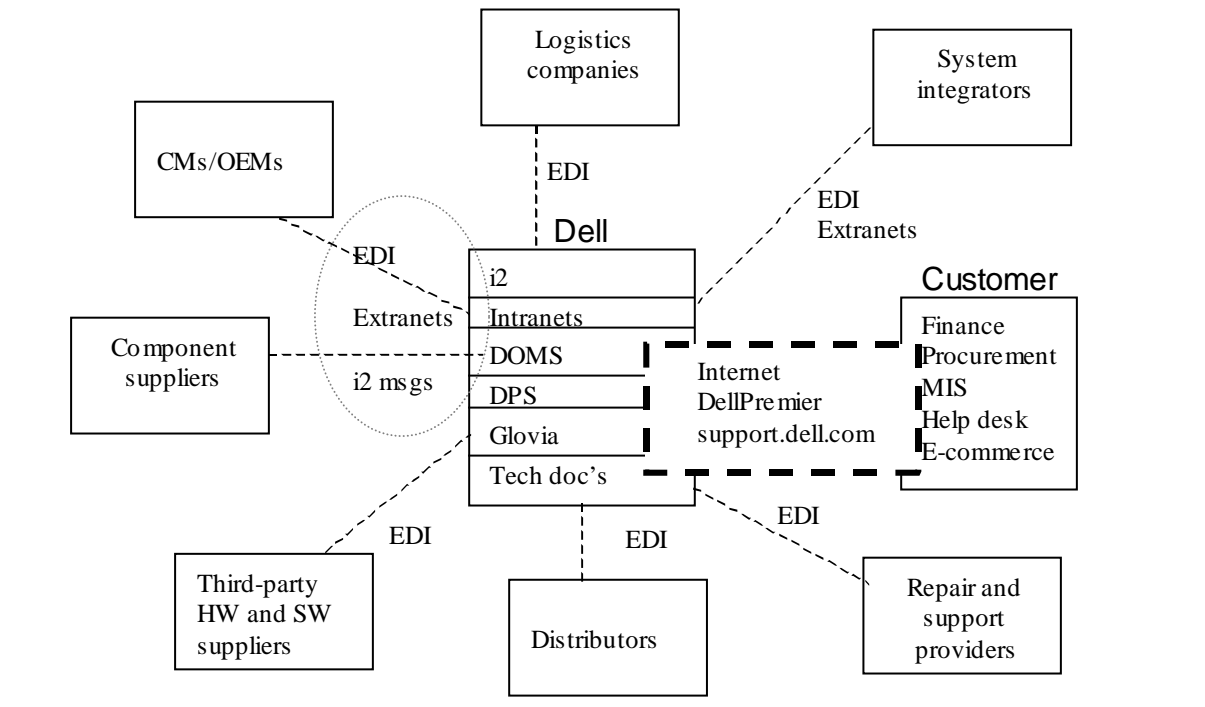 Logistics
companies
System
integrators
CMs/OEMs
EDI
EDI
Extranets
Dell
EDI
i2
Customer
Extranets
Intranets
Finance
Procurement
MIS
Help desk
E-commerce
Component
suppliers
DOMS
i2 msgs
DPS
Internet
DellPremier
support.dell.com
Glovia
Tech doc's
EDI
EDI
EDI
Third-party
HW and SW
suppliers
Distributors
Repair and
support
providers